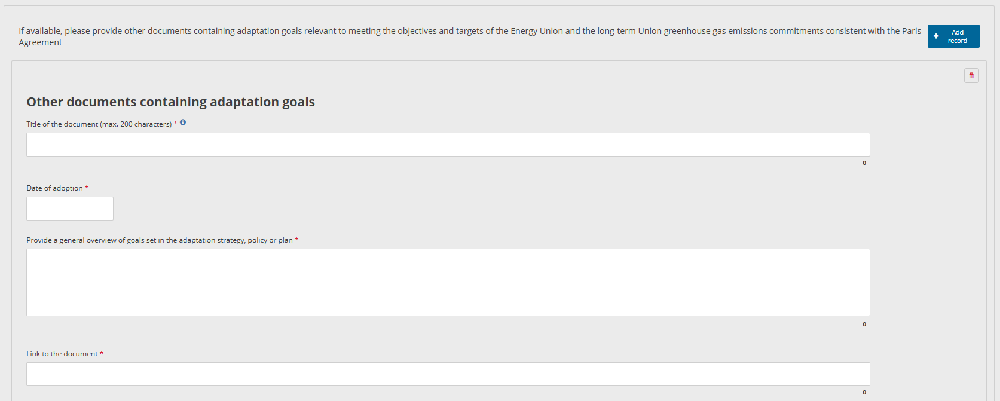 If available, please provide other documents containing adaptation goals relevant to meeting the objectives and targets of the Energy Union and the long-term Union greenhouse gas emissions commitments consistent with the Paris
Agreement
Add
record
Other documents containing adaptation goals
Title of the document (max. 200 characters) *
0
Date of adoption *
Provide a general overview of goals set in the adaptation strategy, policy or plan *
0
Link to the document *
0